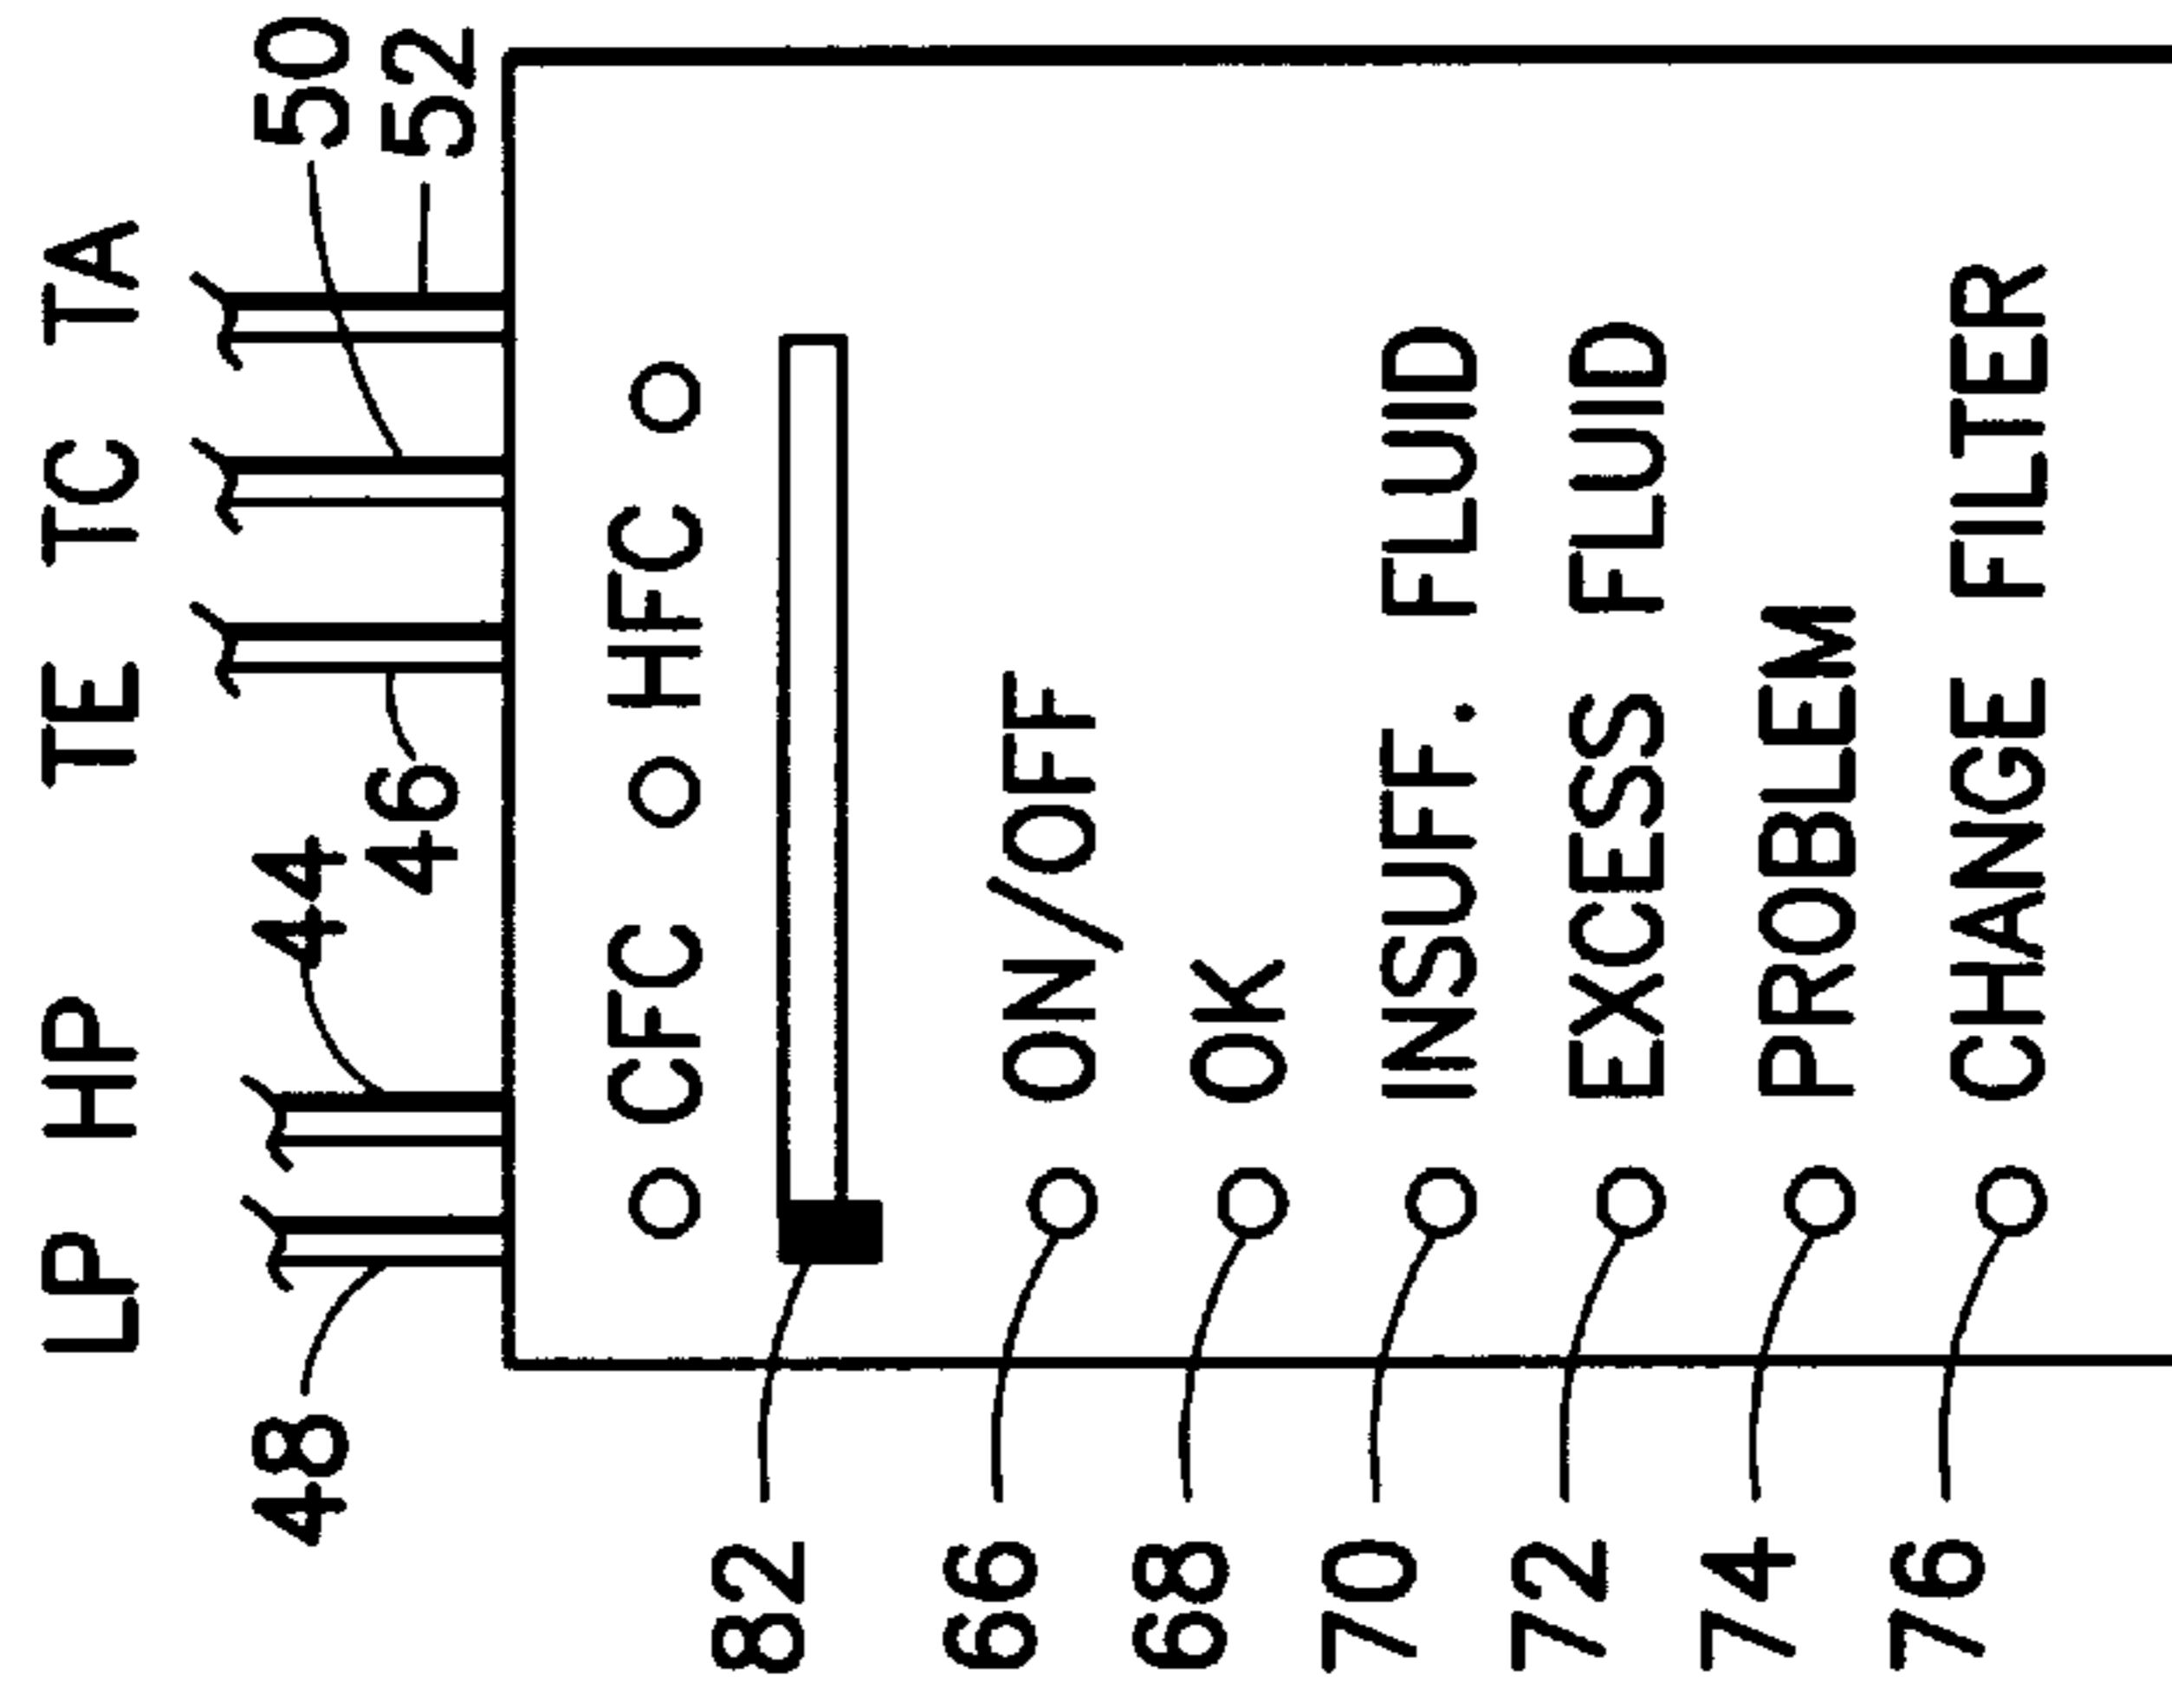 LP HP TE TC TA
50
48 44
46 52
CFC HFC
82
66 ON/OFF
68 OK
70 INSUFF. FLUID
72 EXCESS FLUID
74 PROBLEM
76 CHANGE FILTER